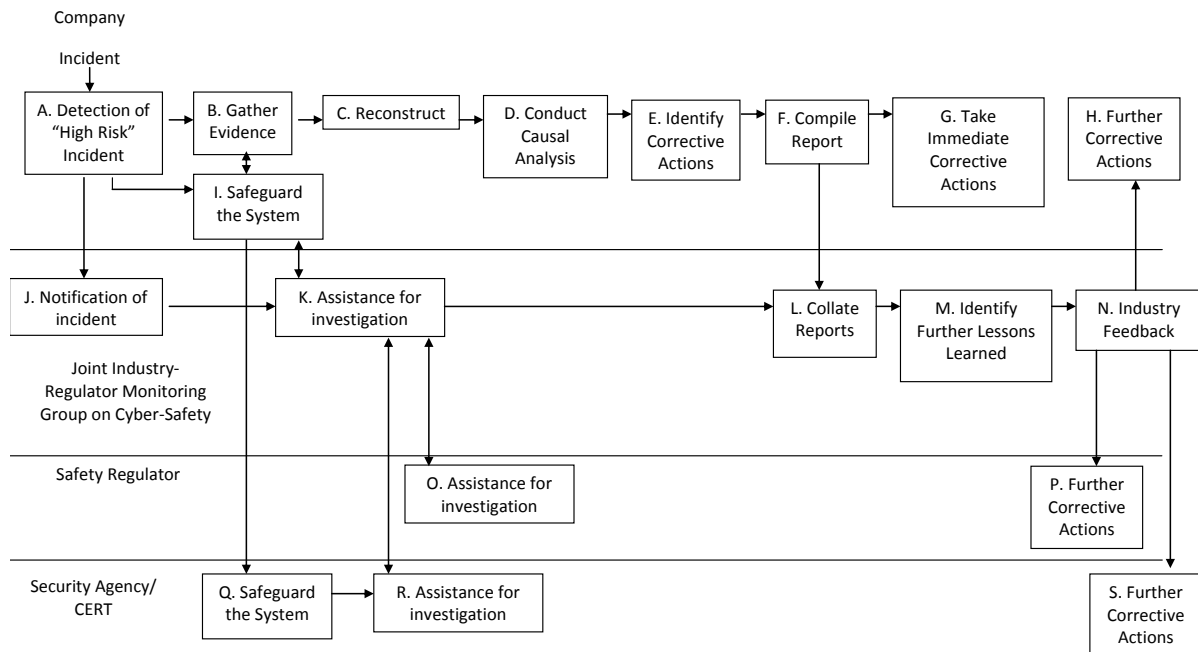 Company
Incident
A. Detection of
“High Risk”
Incident
B. Gather
Evidence
C. Reconstruct
D. Conduct
Causal
Analysis
E. Identify
Corrective
Actions
F. Compile
Report
G. Take
Immediate
Corrective
Actions
H. Further
Corrective
Actions
I. Safeguard
the System
J. Notification of
incident
K. Assistance for
investigation
L. Collate
Reports
M. Identify
Further Lessons
Learned
N. Industry
Feedback
Joint Industry-
Regulator Monitoring
Group on Cyber-Safety
Safety Regulator
O. Assistance for
investigation
P. Further
Corrective
Actions
Security Agency/
CERT
Q. Safeguard
the System
R. Assistance for
investigation
S. Further
Corrective
Actions